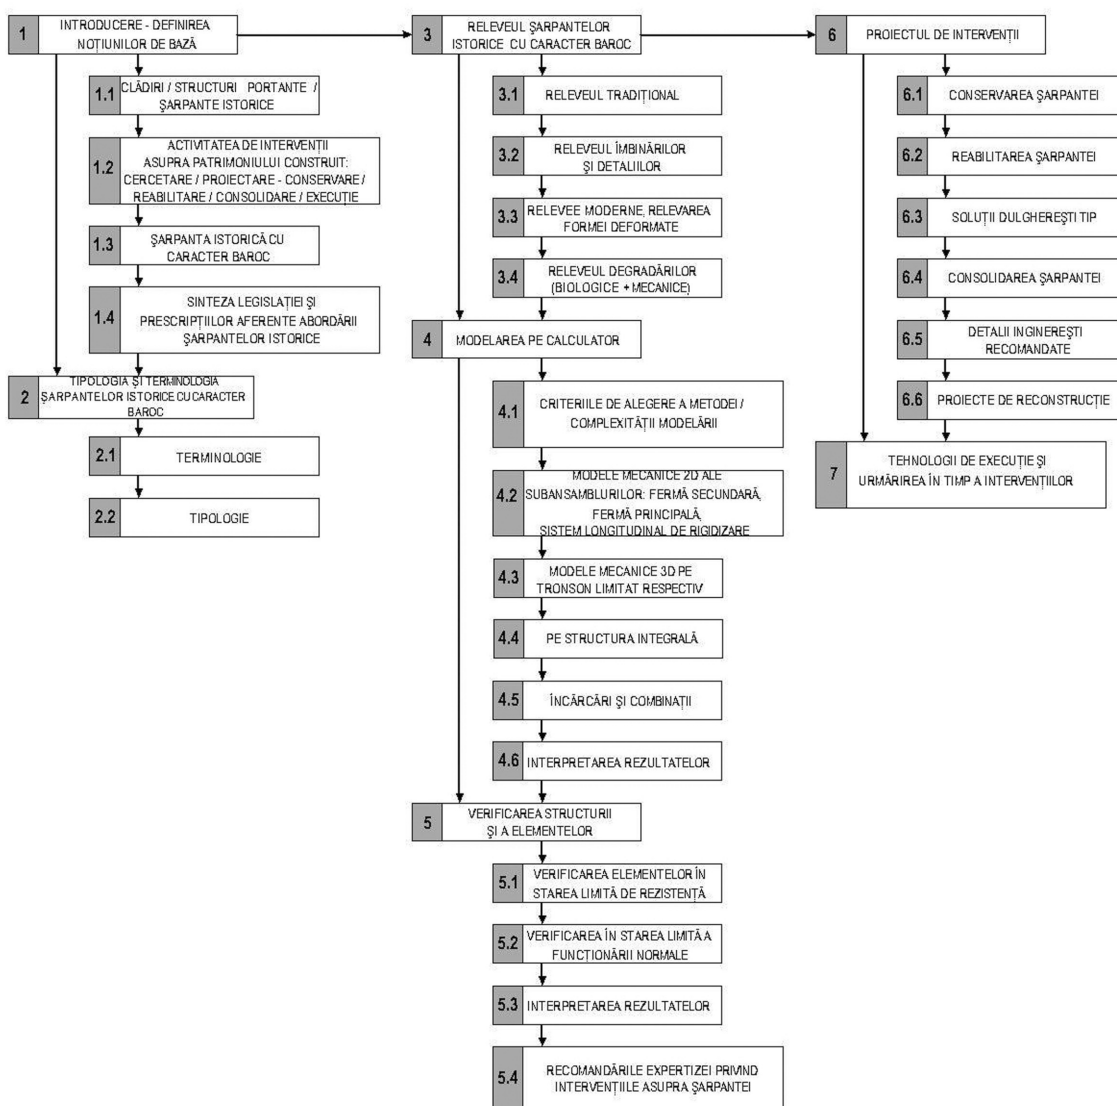 1
INTRODUCERE - DEFINIREA
NOȚIUNILOR DE BAZĂ
1.1
CLĂDIRI / STRUCTURI PORTANTE /
ȘARPANTE ISTORICE
1.2
ACTIVITATEA DE INTERVENȚII
ASUPRA PATRIMONIULUI CONSTRUIT:
CERCETARE / PROIECTARE - CONSERVARE /
REABILITARE / CONSOLIDARE / EXECUȚIE
1.3
ȘARPANTA ISTORICĂ CU
CARACTER BAROC
1.4
SINTEZA LEGISLAȚIEI ȘI
PRESCRIPȚIILOR AFERENTE ABORDĂRII
ȘARPANTELOR ISTORICE
2
TIPOLOGIA ȘI TERMINOLOGIA
ȘARPANTELOR ISTORICE CU CARACTER
BAROC
2.1
TERMINOLOGIE
2.2
TIPOLOGIE
3
RELEVEUL ȘARPANTELOR
ISTORICE CU CARACTER BAROC
3.1
RELEVEUL TRADIȚIONAL
3.2
RELEVEUL ÎMBINĂRILOR
ȘI DETALIILOR
3.3
RELEVEE MODERNE, RELEVAREA
FORMEI DEFORMATE
3.4
RELEVEUL DEGRADĂRILOR
(BIOLOGICE + MECANICE)
4
MODELAREA PE CALCULATOR
4.1
CRITERIILE DE ALEGERE A METODEI /
COMPLEXITĂȚII MODELĂRII
4.2
MODELE MECANICE 2D ALE
SUBANSAMBLURILOR: FERMĂ SECUNDARĂ,
FERMĂ PRINCIPALĂ,
SISTEM LONGITUDINAL DE RIGIDIZARE
4.3
MODELE MECANICE 3D PE
TRONSON LIMITAT RESPECTIV
4.4
PE STRUCTURA INTEGRALĂ
4.5
ÎNCĂRCĂRI ȘI COMBINAȚII
4.6
INTERPRETAREA REZULTATELOR
5
VERIFICAREA STRUCTURII
ȘI A ELEMENTELOR
5.1
VERIFICAREA ELEMENTELOR ÎN
STAREA LIMITĂ DE REZISTENȚĂ
5.2
VERIFICAREA ÎN STAREA LIMITĂ A
FUNCȚIONĂRII NORMALE
5.3
INTERPRETAREA REZULTATELOR
5.4
RECOMANDĂRILE EXPERTIZEI PRIVIND
INTERVENȚIILE ASUPRA ȘARPANTEI
6
PROIECTUL DE INTERVENȚII
6.1
CONSERVAREA ȘARPANTEI
6.2
REABILITAREA ȘARPANTEI
6.3
SOLUȚII DULGHEREȘTI TIP
6.4
CONSOLIDAREA ȘARPANTEI
6.5
DETALII INGINEREȘTI
RECOMANDATE
6.6
PROIECTE DE RECONSTRUCȚIE
7
TEHNOLOGII DE EXECUȚIE ȘI
URMĂRIREA ÎN TIMP A INTERVENȚIILOR